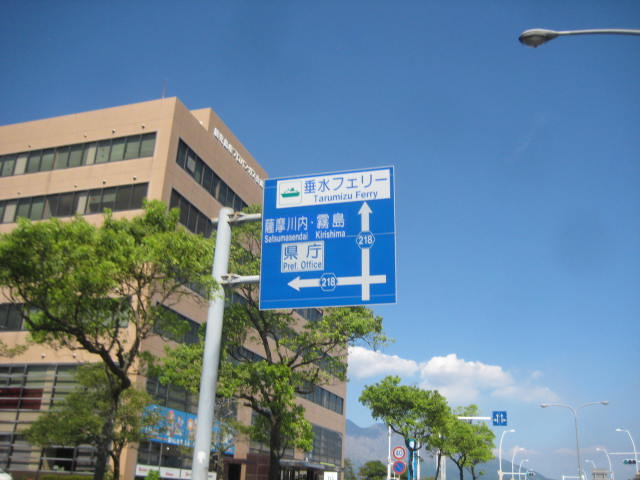 垂水フェリー
Tarumizu Ferry
薩摩川内・霧島
Satsumasendai Kirishima
218
県庁
Pref. Office
218